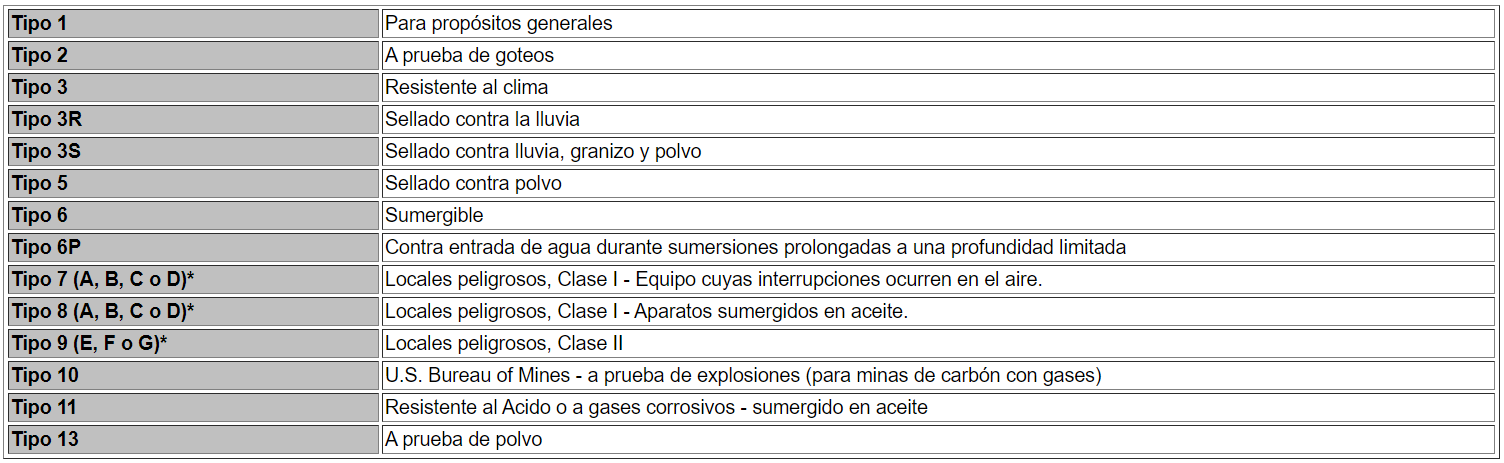 Tipo 1 Para propósitos generales
Tipo 2 A prueba de goteos
Tipo 3 Resistente al clima
Tipo 3R Sellado contra la lluvia
Tipo 3S Sellado contra lluvia, granizo y polvo
Tipo 5 Sellado contra polvo
Tipo 6 Sumergible
Tipo 6P Contra entrada de agua durante sumersiones prolongadas a una profundidad limitada
Tipo 7 (A, B, C o D)* Locales peligrosos, Clase I - Equipo cuyas interrupciones ocurren en el aire.
Tipo 8 (A, B, C o D)* Locales peligrosos, Clase I - Aparatos sumergidos en aceite.
Tipo 9 (E, F o G)* Locales peligrosos, Clase II
Tipo 10 U.S. Bureau of Mines - a prueba de explosiones (para minas de carbón con gases)
Tipo 11 Resistente al Acido o a gases corrosivos - sumergido en aceite
Tipo 13 A prueba de polvo